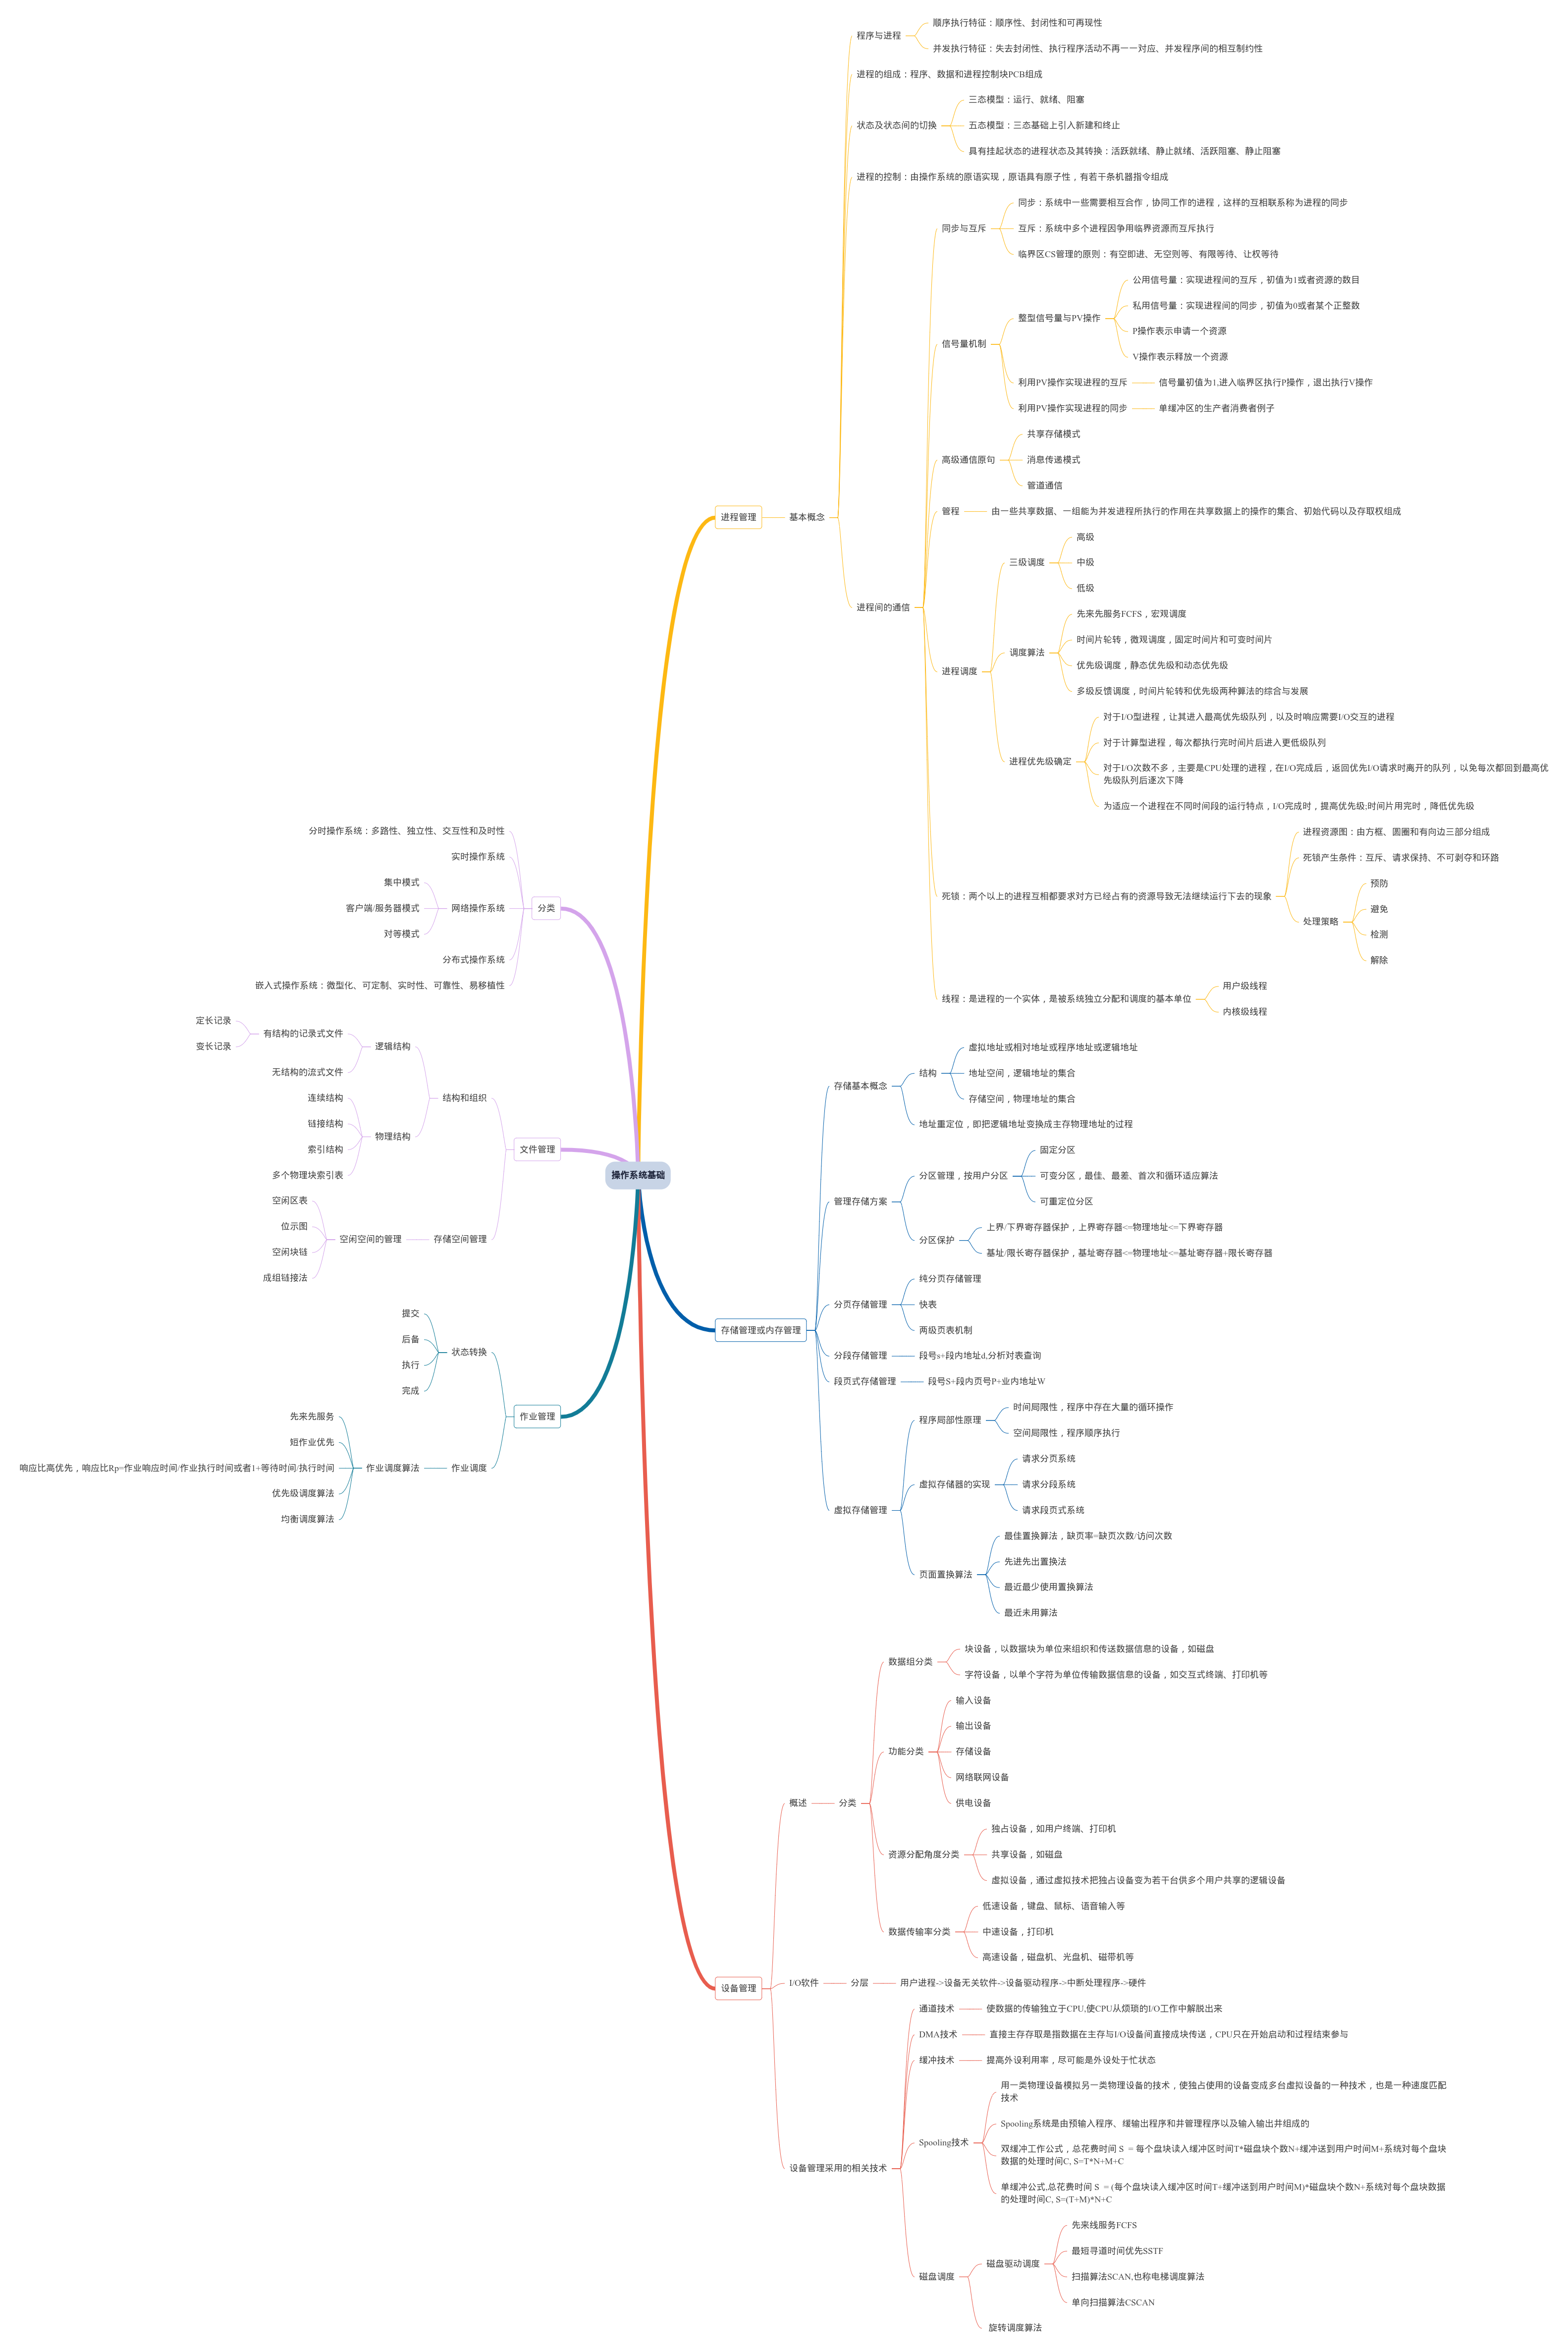 操作系统基础
进程管理
基本概念
程序与进程
顺序执行特征：顺序性、封闭性和可再现性
并发执行特征：失去封闭性、执行程序活动不再一一对应、并发程序间的相互制约性
进程的组成：程序、数据和进程控制块PCB组成
状态及状态间的切换
三态模型：运行、就绪、阻塞
五态模型：三态基础上引入新建和终止
具有挂起状态的进程状态及其转换：活跃就绪、静止就绪、活跃阻塞、静止阻塞
进程的控制：由操作系统的原语实现，原语具有原子性，有若干条机器指令组成
进程间的通信
同步与互斥
同步：系统中一些需要相互合作，协同工作的进程，这样的互相联系称为进程的同步
互斥：系统中多个进程因争用临界资源而互斥执行
临界区CS管理的原则：有空即进、无空则等、有限等待、让权等待
信号量机制
整型信号量与PV操作
公用信号量：实现进程间的互斥，初值为1或者资源的数目
私用信号量：实现进程间的同步，初值为0或者某个正整数
P操作表示申请一个资源
V操作表示释放一个资源
利用PV操作实现进程的互斥
信号量初值为1,进入临界区执行P操作，退出执行V操作
利用PV操作实现进程的同步
单缓冲区的生产者消费者例子
高级通信原句
共享存储模式
消息传递模式
管道通信
管程
由一些共享数据、一组能为并发进程所执行的作用在共享数据上的操作的集合、初始代码以及存取权组成
进程调度
三级调度
高级
中级
低级
调度算法
先来先服务FCFS，宏观调度
时间片轮转，微观调度，固定时间片和可变时间片
优先级调度，静态优先级和动态优先级
多级反馈调度，时间片轮转和优先级两种算法的综合与发展
进程优先级确定
对于I/O型进程，让其进入最高优先级队列，以及时响应需要I/O交互的进程
对于计算型进程，每次都执行完时间片后进入更低级队列
对于I/O次数不多，主要是CPU处理的进程，在I/O完成后，返回优先I/O请求时离开的队列，以免每次都回到最高优
先级队列后逐次下降
为适应一个进程在不同时间段的运行特点，I/O完成时，提高优先级;时间片用完时，降低优先级
死锁：两个以上的进程互相都要求对方已经占有的资源导致无法继续运行下去的现象
进程资源图：由方框、圆圈和有向边三部分组成
死锁产生条件：互斥、请求保持、不可剥夺和环路
处理策略
预防
避免
检测
解除
线程：是进程的一个实体，是被系统独立分配和调度的基本单位
用户级线程
内核级线程
存储管理或内存管理
存储基本概念
结构
虚拟地址或相对地址或程序地址或逻辑地址
地址空间，逻辑地址的集合
存储空间，物理地址的集合
地址重定位，即把逻辑地址变换成主存物理地址的过程
管理存储方案
分区管理，按用户分区
固定分区
可变分区，最佳、最差、首次和循环适应算法
可重定位分区
分区保护
上界/下界寄存器保护，上界寄存器<=物理地址<=下界寄存器
基址/限长寄存器保护，基址寄存器<=物理地址<=基址寄存器+限长寄存器
分页存储管理
纯分页存储管理
快表
两级页表机制
分段存储管理
段号s+段内地址d,分析对表查询
段页式存储管理
段号S+段内页号P+业内地址W
虚拟存储管理
程序局部性原理
时间局限性，程序中存在大量的循环操作
空间局限性，程序顺序执行
虚拟存储器的实现
请求分页系统
请求分段系统
请求段页式系统
页面置换算法
最佳置换算法，缺页率=缺页次数/访问次数
先进先出置换法
最近最少使用置换算法
最近未用算法
设备管理
概述
分类
数据组分类
块设备，以数据块为单位来组织和传送数据信息的设备，如磁盘
字符设备，以单个字符为单位传输数据信息的设备，如交互式终端、打印机等
功能分类
输入设备
输出设备
存储设备
网络联网设备
供电设备
资源分配角度分类
独占设备，如用户终端、打印机
共享设备，如磁盘
虚拟设备，通过虚拟技术把独占设备变为若干台供多个用户共享的逻辑设备
数据传输率分类
低速设备，键盘、鼠标、语音输入等
中速设备，打印机
高速设备，磁盘机、光盘机、磁带机等
I/O软件
分层
用户进程->设备无关软件->设备驱动程序->中断处理程序->硬件
设备管理采用的相关技术
通道技术
使数据的传输独立于CPU,使CPU从烦琐的I/O工作中解脱出来
DMA技术
直接主存存取是指数据在主存与I/O设备间直接成块传送，CPU只在开始启动和过程结束参与
缓冲技术
提高外设利用率，尽可能是外设处于忙状态
Spooling技术
用一类物理设备模拟另一类物理设备的技术，使独占使用的设备变成多台虚拟设备的一种技术，也是一种速度匹配
技术
Spooling系统是由预输入程序、缓输出程序和井管理程序以及输入输出井组成的
双缓冲工作公式，总花费时间 S = 每个盘块读入缓冲区时间T*磁盘块个数N+缓冲送到用户时间M+系统对每个盘块
数据的处理时间C, S=T*N+M+C
单缓冲公式,总花费时间 S = (每个盘块读入缓冲区时间T+缓冲送到用户时间M)*磁盘块个数N+系统对每个盘块数据
的处理时间C, S=(T+M)*N+C
磁盘调度
磁盘驱动调度
先来线服务FCFS
最短寻道时间优先SSTF
扫描算法SCAN,也称电梯调度算法
单向扫描算法CSCAN
旋转调度算法
分类
分时操作系统：多路性、独立性、交互性和及时性
实时操作系统
网络操作系统
集中模式
客户端/服务器模式
对等模式
分布式操作系统
嵌入式操作系统：微型化、可定制、实时性、可靠性、易移植性
文件管理
结构和组织
逻辑结构
有结构的记录式文件
定长记录
变长记录
无结构的流式文件
物理结构
连续结构
链接结构
索引结构
多个物理块索引表
存储空间管理
空闲空间的管理
空闲区表
位示图
空闲块链
成组链接法
作业管理
状态转换
提交
后备
执行
完成
作业调度
作业调度算法
先来先服务
短作业优先
响应比高优先，响应比Rp=作业响应时间/作业执行时间或者1+等待时间/执行时间
优先级调度算法
均衡调度算法